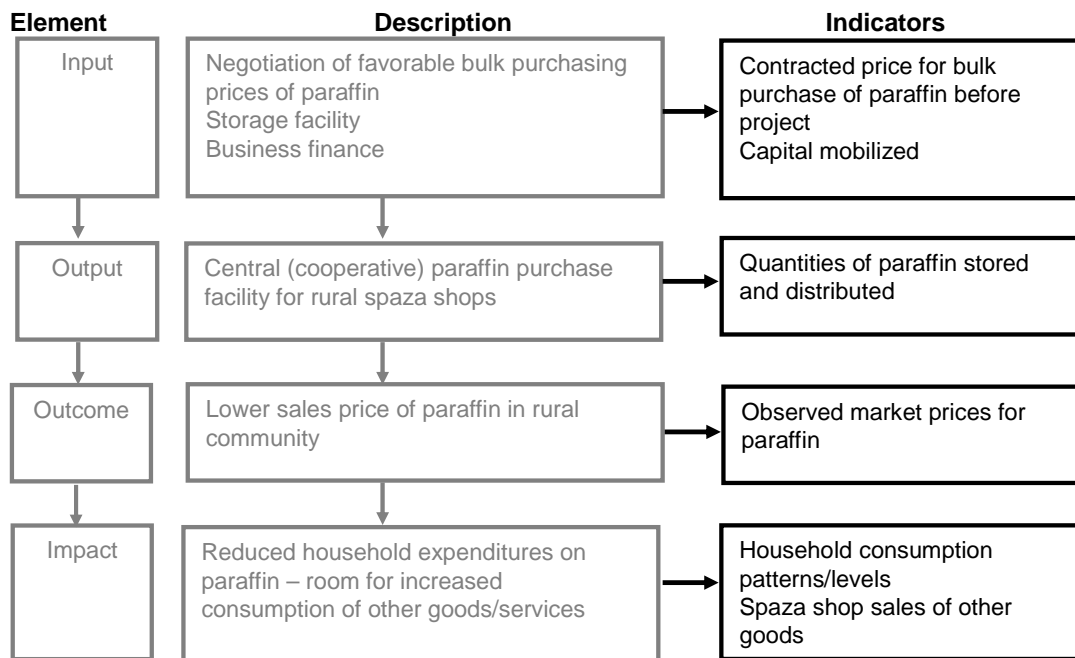 Element Description Indicators
Input
Negotiation of favorable bulk purchasing
prices of paraffin
Storage facility
Business finance
Contracted price for bulk
purchase of paraffin before
project
Capital mobilized
Output
Central (cooperative) paraffin purchase
facility for rural spaza shops
Quantities of paraffin stored
and distributed
Outcome
Lower sales price of paraffin in rural
community
Observed market prices for
paraffin
Impact
Reduced household expenditures on
paraffin – room for increased
consumption of other goods/services
Household consumption
patterns/levels
Spaza shop sales of other
goods